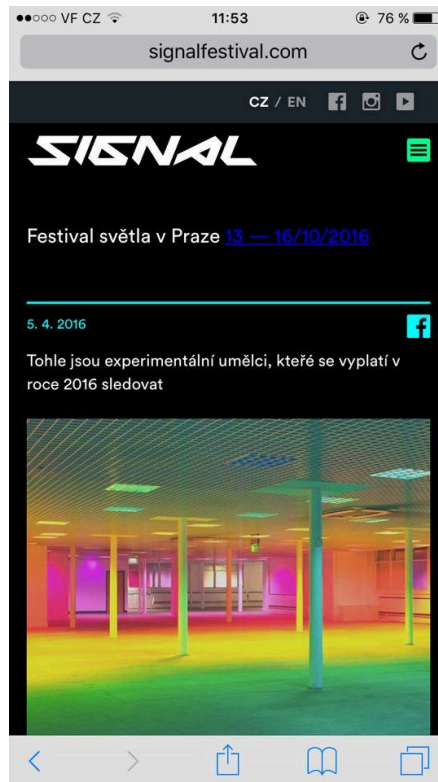 VF CZ 11:53 76 %
signalfestival.com
CZ / EN
SIGNAL
Festival světla v Praze 13 — 16/10/2016
5. 4. 2016
Tohle jsou experimentální umělci, kteřé se vyplatí v
roce 2016 sledovat